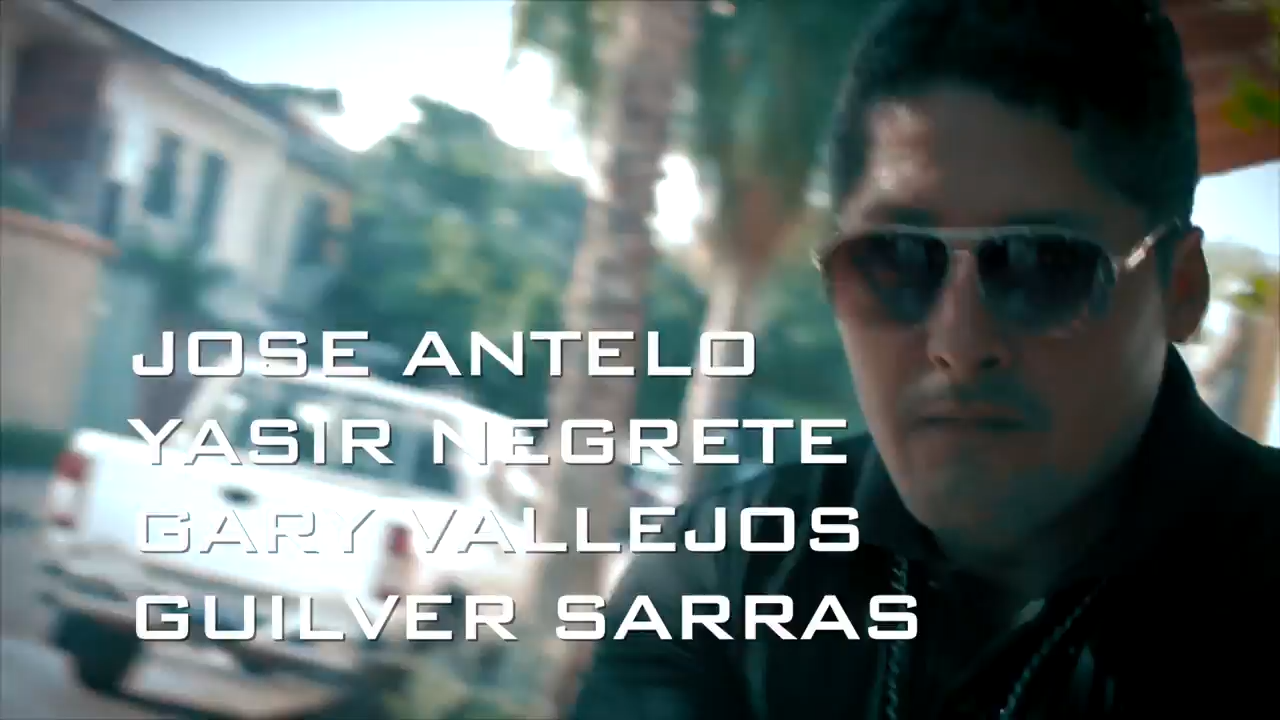 JOSE ANTELO
YASIR NEGRETE
GARY VALLEJOS
GUILVER SARRAS